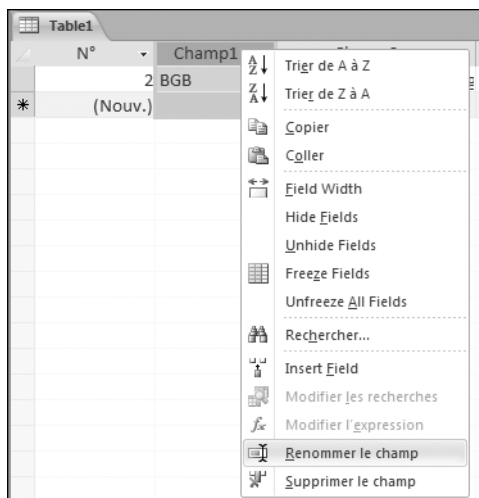 Table1
N° Champ1
2 BGB
(Nouv.)
Trier de A à Z
Trier de Z à A
Copier
Coller
Field Width
Hide Fields
Unhide Fields
Freeze Fields
Unfreeze All Fields
Rechercher...
Insert Field
Modifier les recherches
Modifier l'expression
Renommer le champ
Supprimer le champ